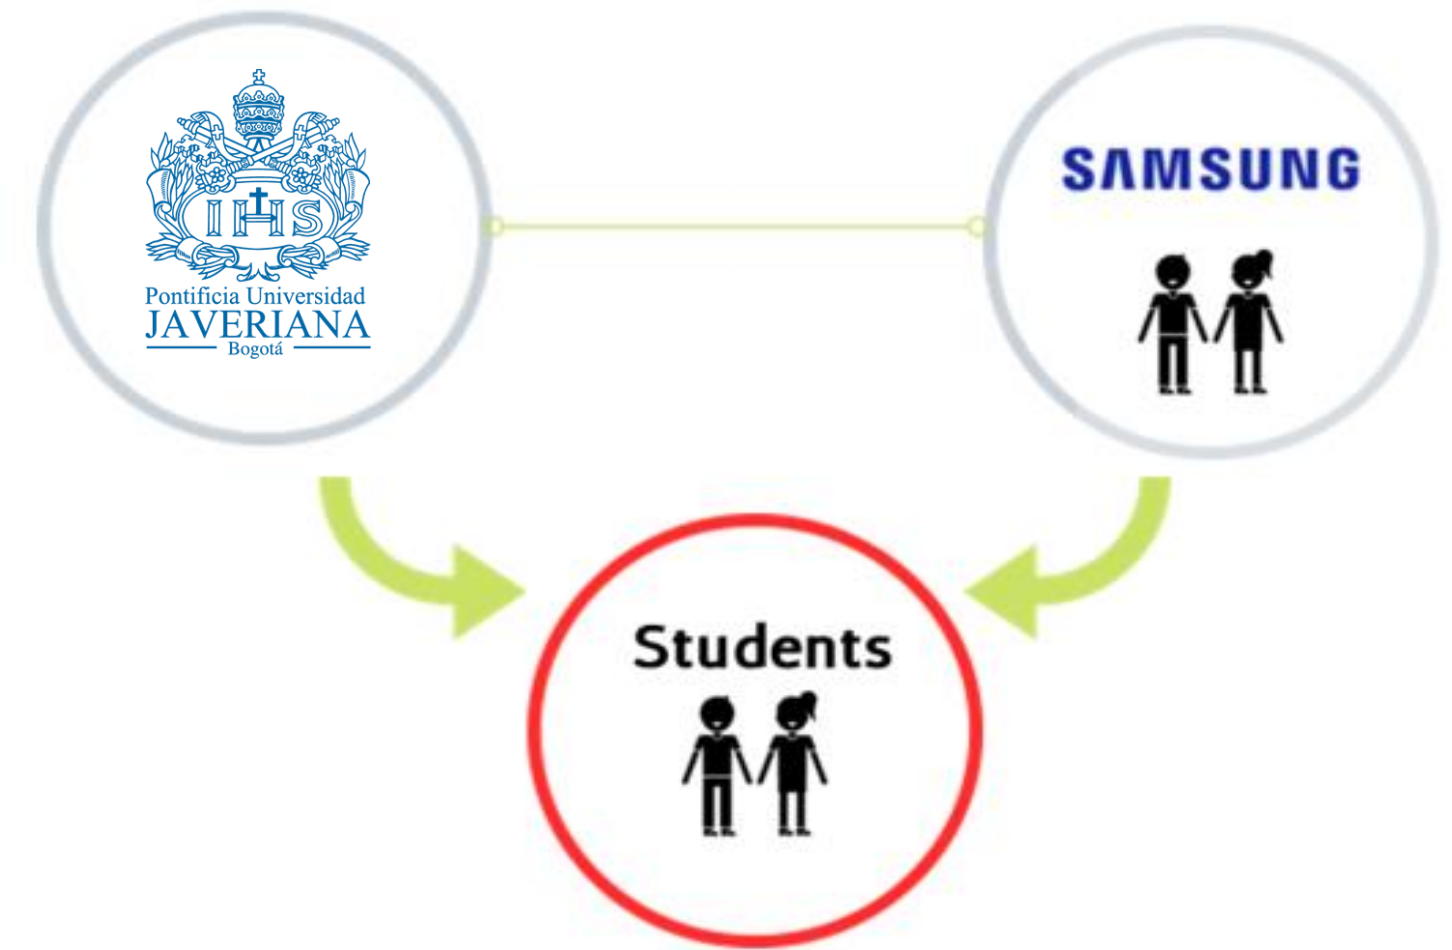 IHS
Pontificia Universidad
JAVERIANA
Bogotá
SAMSUNG
Students